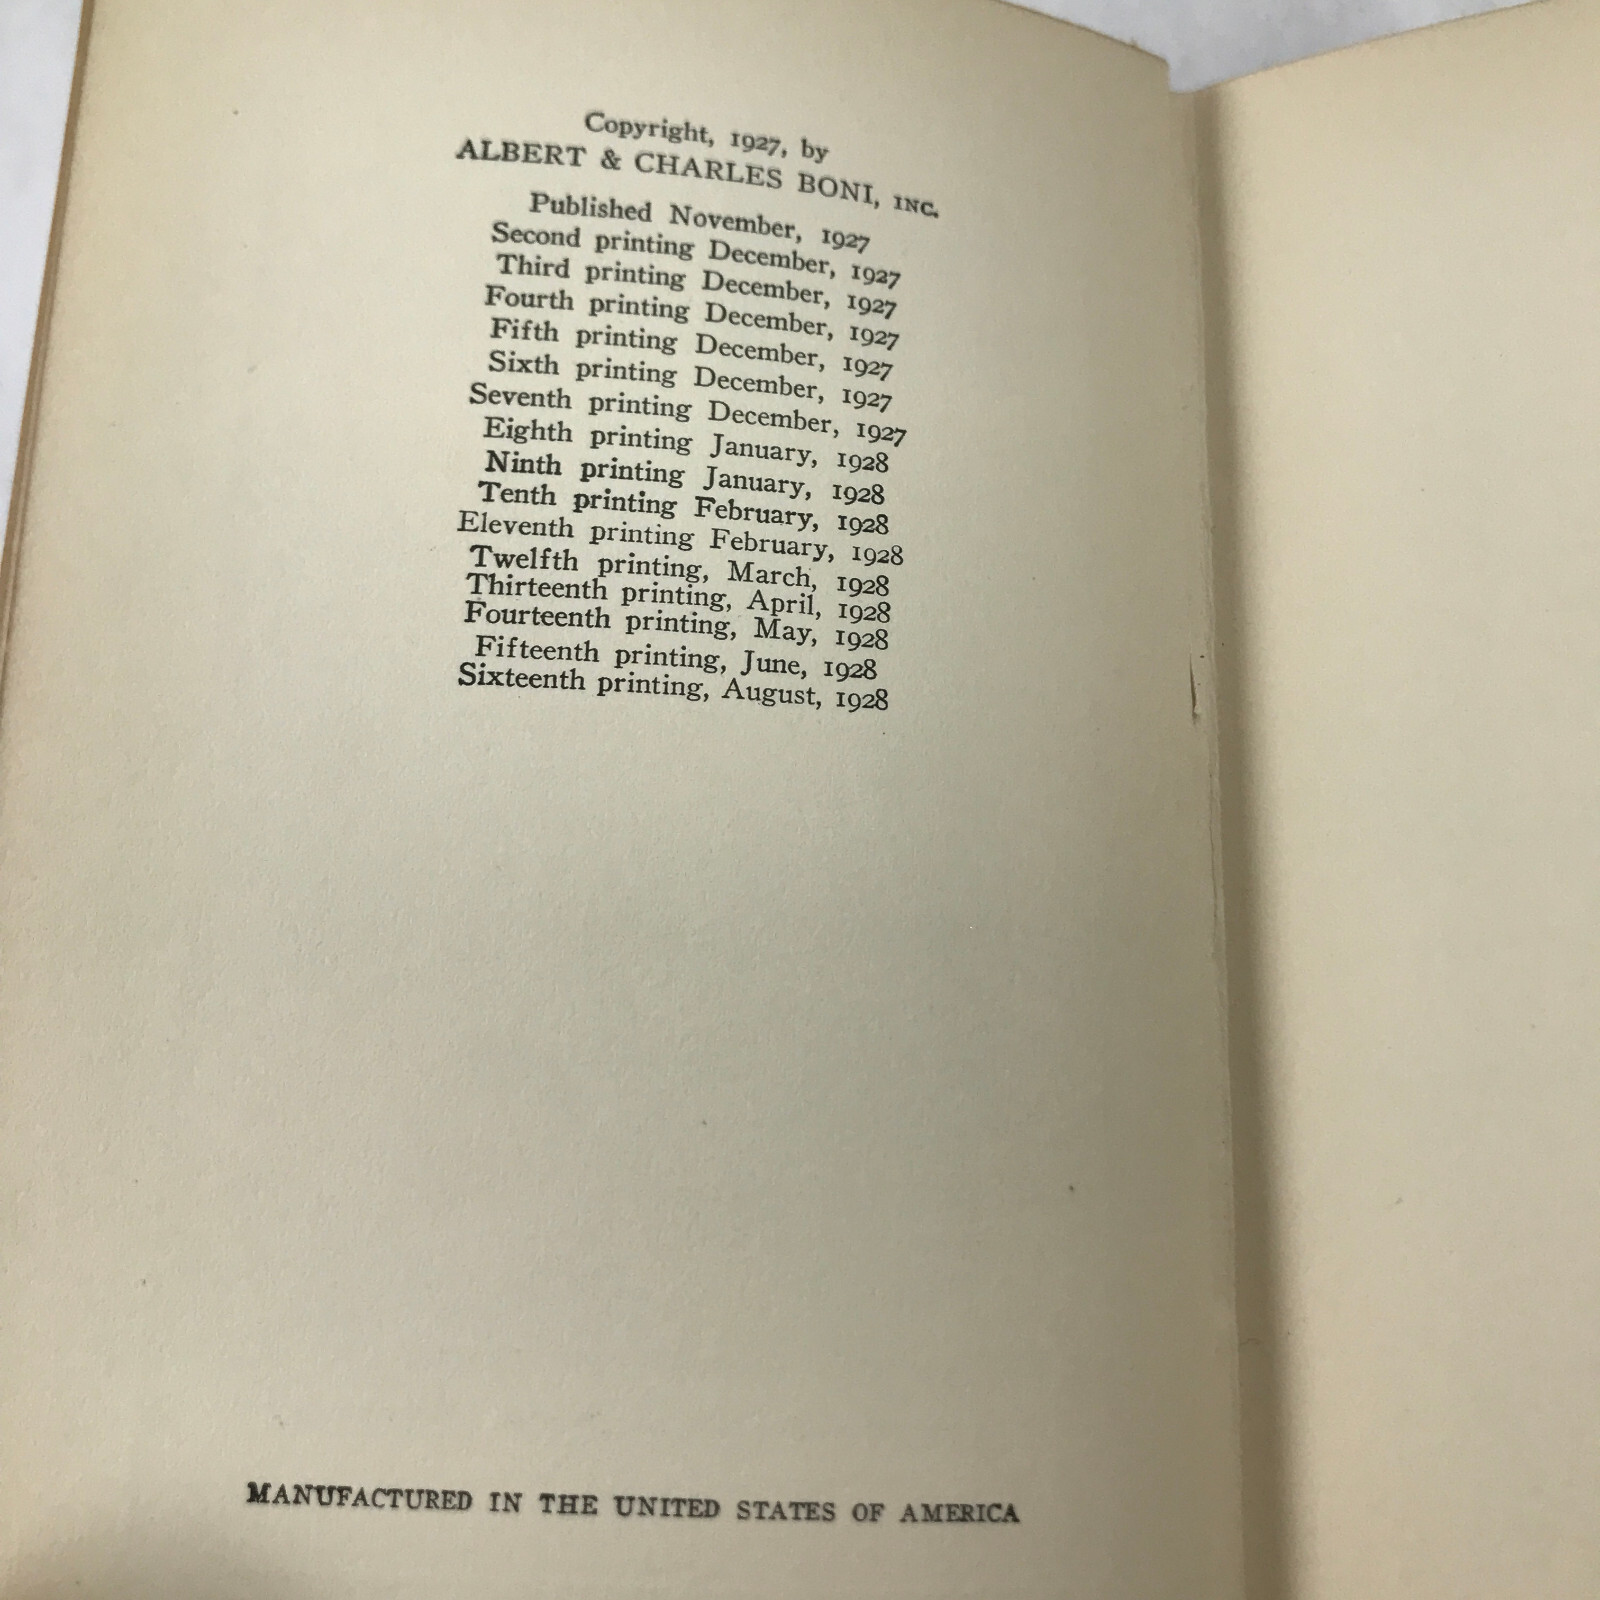 Copyright, 1927, by
ALBERT & CHARLES BONI, INC.
Published November, 1927
Second printing December, 1927
Third printing December, 1927
Fourth printing December, 1927
Fifth printing December, 1927
Sixth printing December, 1927
Seventh printing December, 1927
Eighth printing January, 1928
Ninth printing January, 1928
Tenth printing February, 1928
Eleventh printing February, 1928
Twelfth printing, March, 1928
Thirteenth printing, April, 1928
Fourteenth printing, May, 1928
Fifteenth printing, June, 1928
Sixteenth printing, August, 1928
MANUFACTURED IN THE UNITED STATES OF AMERICA